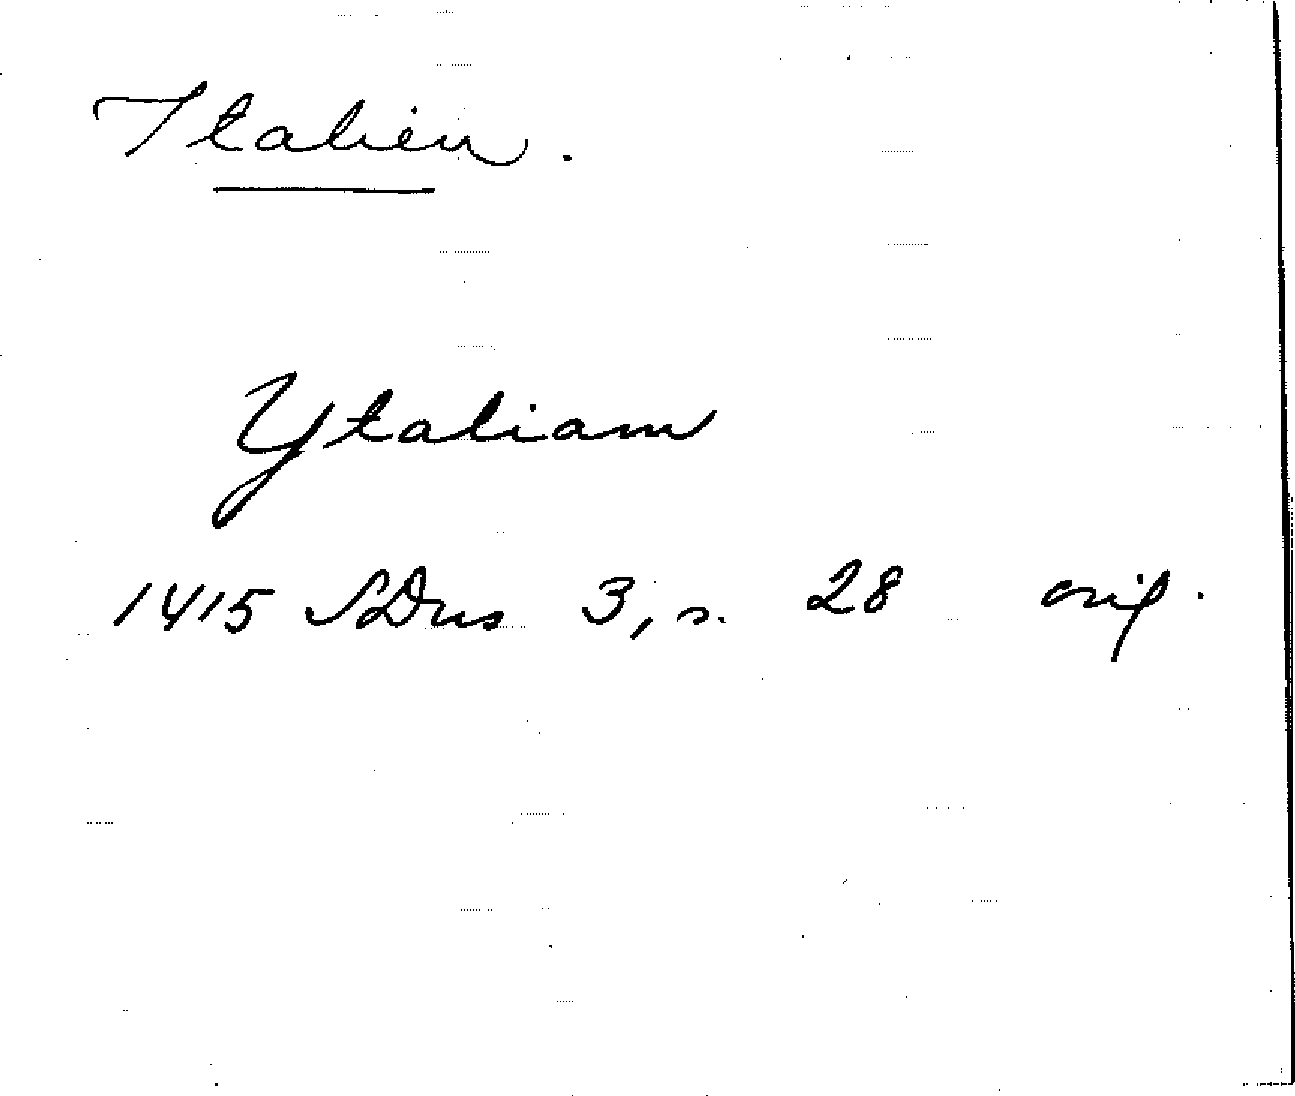 Italien.
Ytaliam
1415 SDns 3, s. 28 orig.